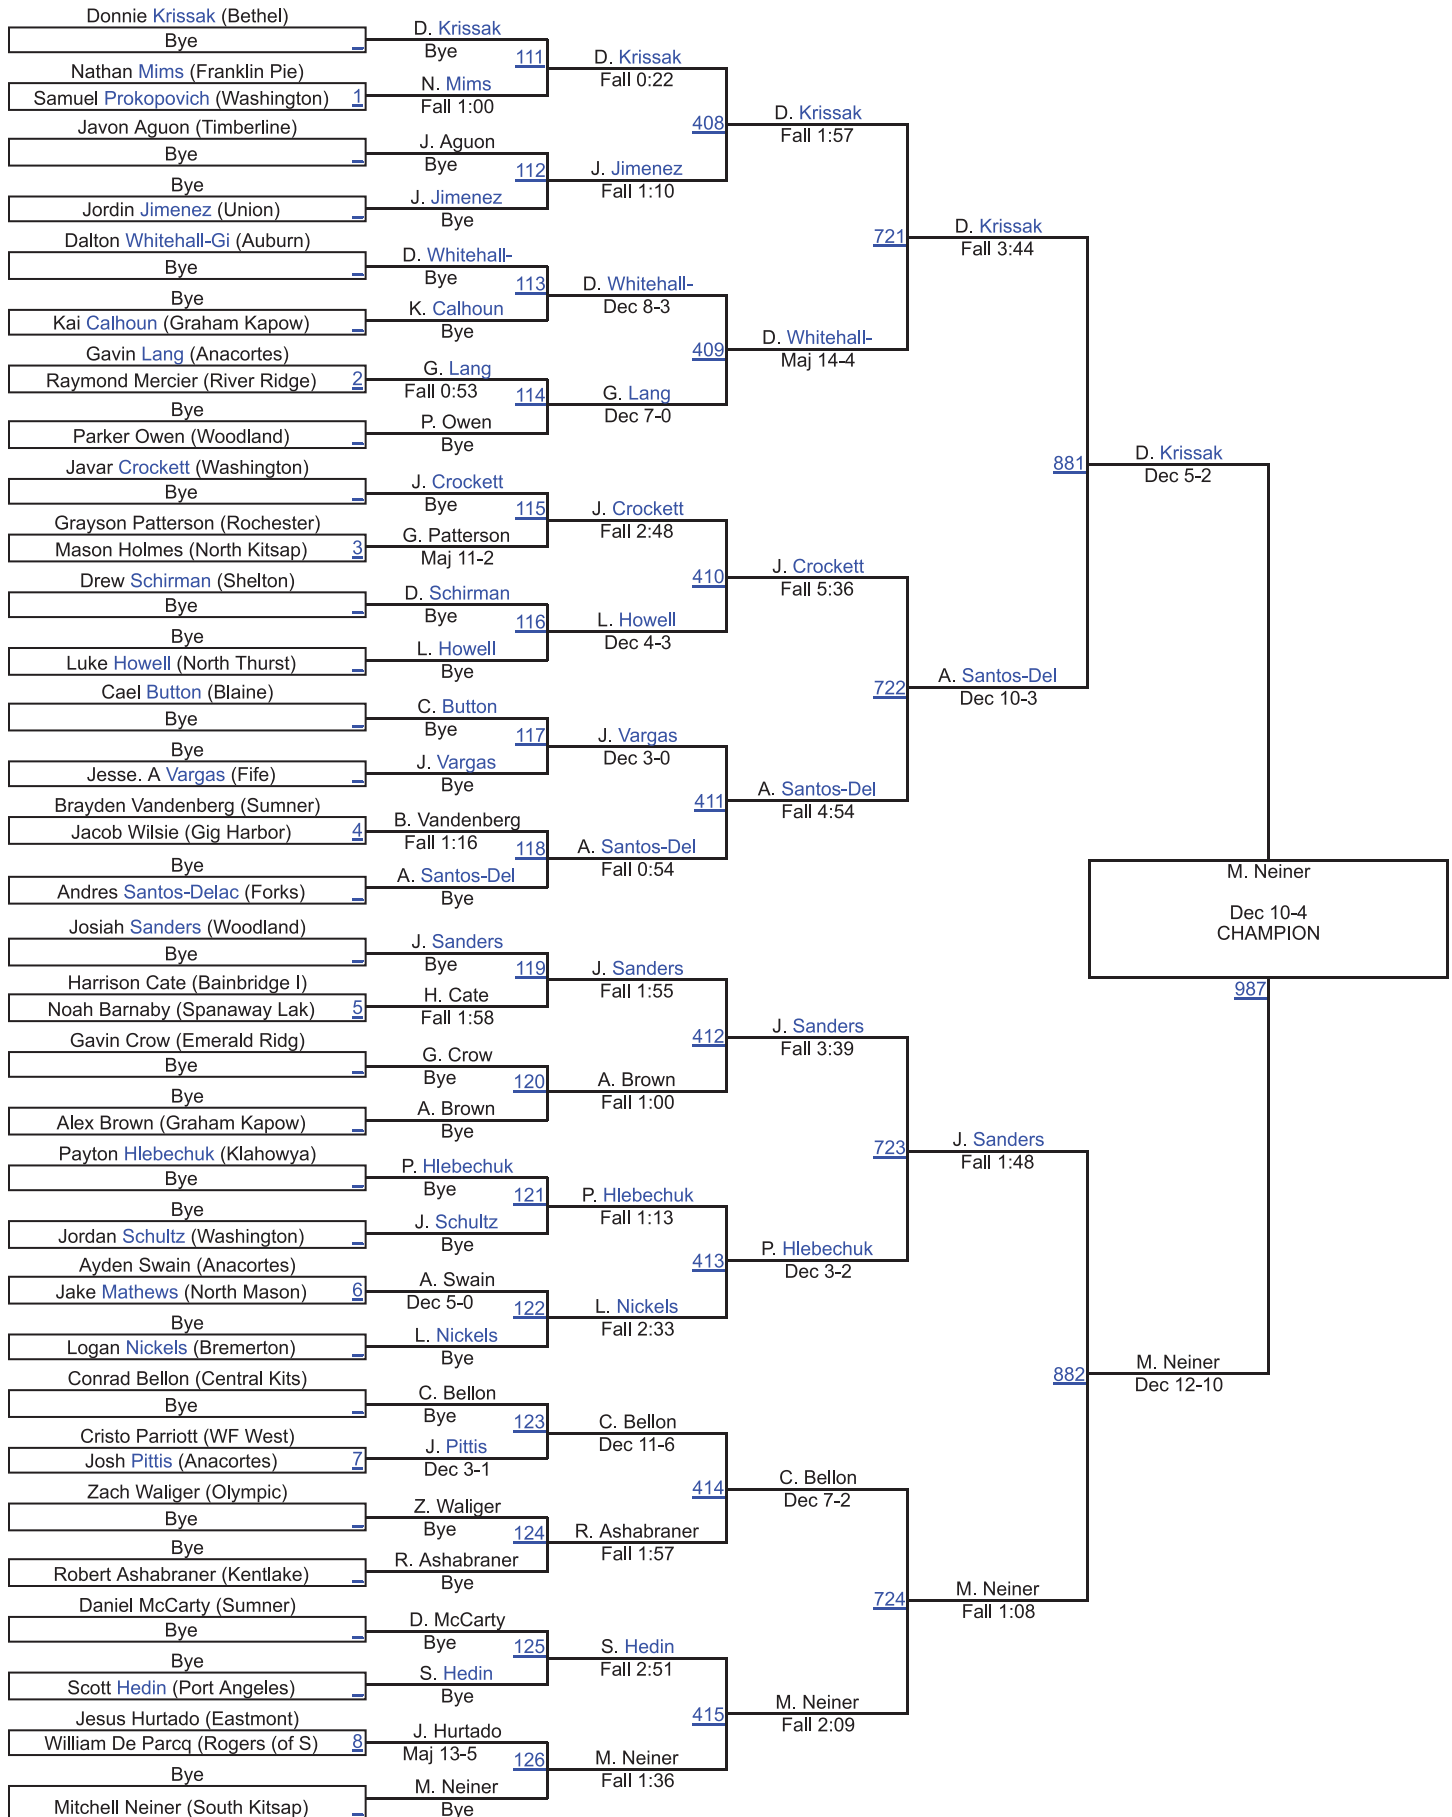 Donnie Krissak (Bethel)
Bye
Nathan Mims (Franklin Pie)
Samuel Prokopovich (Washington) 1
Javon Aguon (Timberline)
Bye
Bye
Jordin Jimenez (Union)
Dalton Whitehall-Gi (Auburn)
Bye
Bye
Kai Calhoun (Graham Kapow)
Gavin Lang (Anacortes)
Raymond Mercier (River Ridge) 2
Bye
Parker Owen (Woodland)
Javar Crockett (Washington)
Bye
Grayson Patterson (Rochester)
Mason Holmes (North Kitsap) 3
Drew Schirman (Shelton)
Bye
Bye
Luke Howell (North Thurst)
Cael Button (Blaine)
Bye
Bye
Jesse. A Vargas (Fife)
Brayden Vandenberg (Sumner)
Jacob Wilsie (Gig Harbor) 4
Bye
Andres Santos-Delac (Forks)
Josiah Sanders (Woodland)
Bye
Harrison Cate (Bainbridge I)
Noah Barnaby (Spanaway Lak) 5
Gavin Crow (Emerald Ridg)
Bye
Bye
Alex Brown (Graham Kapow)
Payton Hlebechuk (Klahowya)
Bye
Bye
Jordan Schultz (Washington)
Ayden Swain (Anacortes)
Jake Mathews (North Mason) 6
Bye
Logan Nickels (Bremerton)
Conrad Bellon (Central Kits)
Bye
Cristo Parriott (WF West)
Josh Pittis (Anacortes) 7
Zach Waliger (Olympic)
Bye
Bye
Robert Ashabraner (Kentlake)
Daniel McCarty (Sumner)
Bye
Bye
Scott Hedin (Port Angeles)
Jesus Hurtado (Eastmont)
William De Parcq (Rogers (of S) 8
Bye
Mitchell Neiner (South Kitsap)
D. Krissak
Bye
111
N. Mims
Fall 1:00
J. Aguon
Bye
112
J. Jimenez
Bye
D. Whitehall-
Bye
113
K. Calhoun
Bye
G. Lang
Fall 0:53
114
P. Owen
Bye
J. Crockett
Bye
115
G. Patterson
Maj 11-2
D. Schirman
Bye
116
L. Howell
Bye
C. Button
Bye
117
J. Vargas
Bye
B. Vandenberg
Fall 1:16
118
A. Santos-Del
Bye
J. Sanders
Bye
119
H. Cate
Fall 1:58
G. Crow
Bye
120
A. Brown
Bye
P. Hlebechuk
Bye
121
J. Schultz
Bye
A. Swain
Dec 5-0
122
L. Nickels
Bye
C. Bellon
Bye
123
J. Pittis
Dec 3-1
Z. Waliger
Bye
124
R. Ashabraner
Bye
D. McCarty
Bye
125
S. Hedin
Bye
J. Hurtado
Maj 13-5
126
M. Neiner
Bye
D. Krissak
Fall 0:22
408
J. Jimenez
Fall 1:10
D. Whitehall-
Dec 8-3
409
G. Lang
Dec 7-0
J. Crockett
Fall 2:48
410
L. Howell
Dec 4-3
J. Vargas
Dec 3-0
411
A. Santos-Del
Fall 0:54
J. Sanders
Fall 1:55
412
A. Brown
Fall 1:00
P. Hlebechuk
Fall 1:13
413
L. Nickels
Fall 2:33
C. Bellon
Dec 11-6
414
R. Ashabraner
Fall 1:57
S. Hedin
Fall 2:51
415
M. Neiner
Fall 1:36
D. Krissak
Fall 1:57
721
D. Whitehall-
Maj 14-4
J. Crockett
Fall 5:36
722
A. Santos-Del
Fall 4:54
J. Sanders
Fall 3:39
723
P. Hlebechuk
Dec 3-2
C. Bellon
Dec 7-2
724
M. Neiner
Fall 2:09
D. Krissak
Fall 3:44
881
A. Santos-Del
Dec 10-3
J. Sanders
Fall 1:48
882
M. Neiner
Fall 1:08
D. Krissak
Dec 5-2
M. Neiner
Dec 10-4
CHAMPION
987
M. Neiner
Dec 12-10